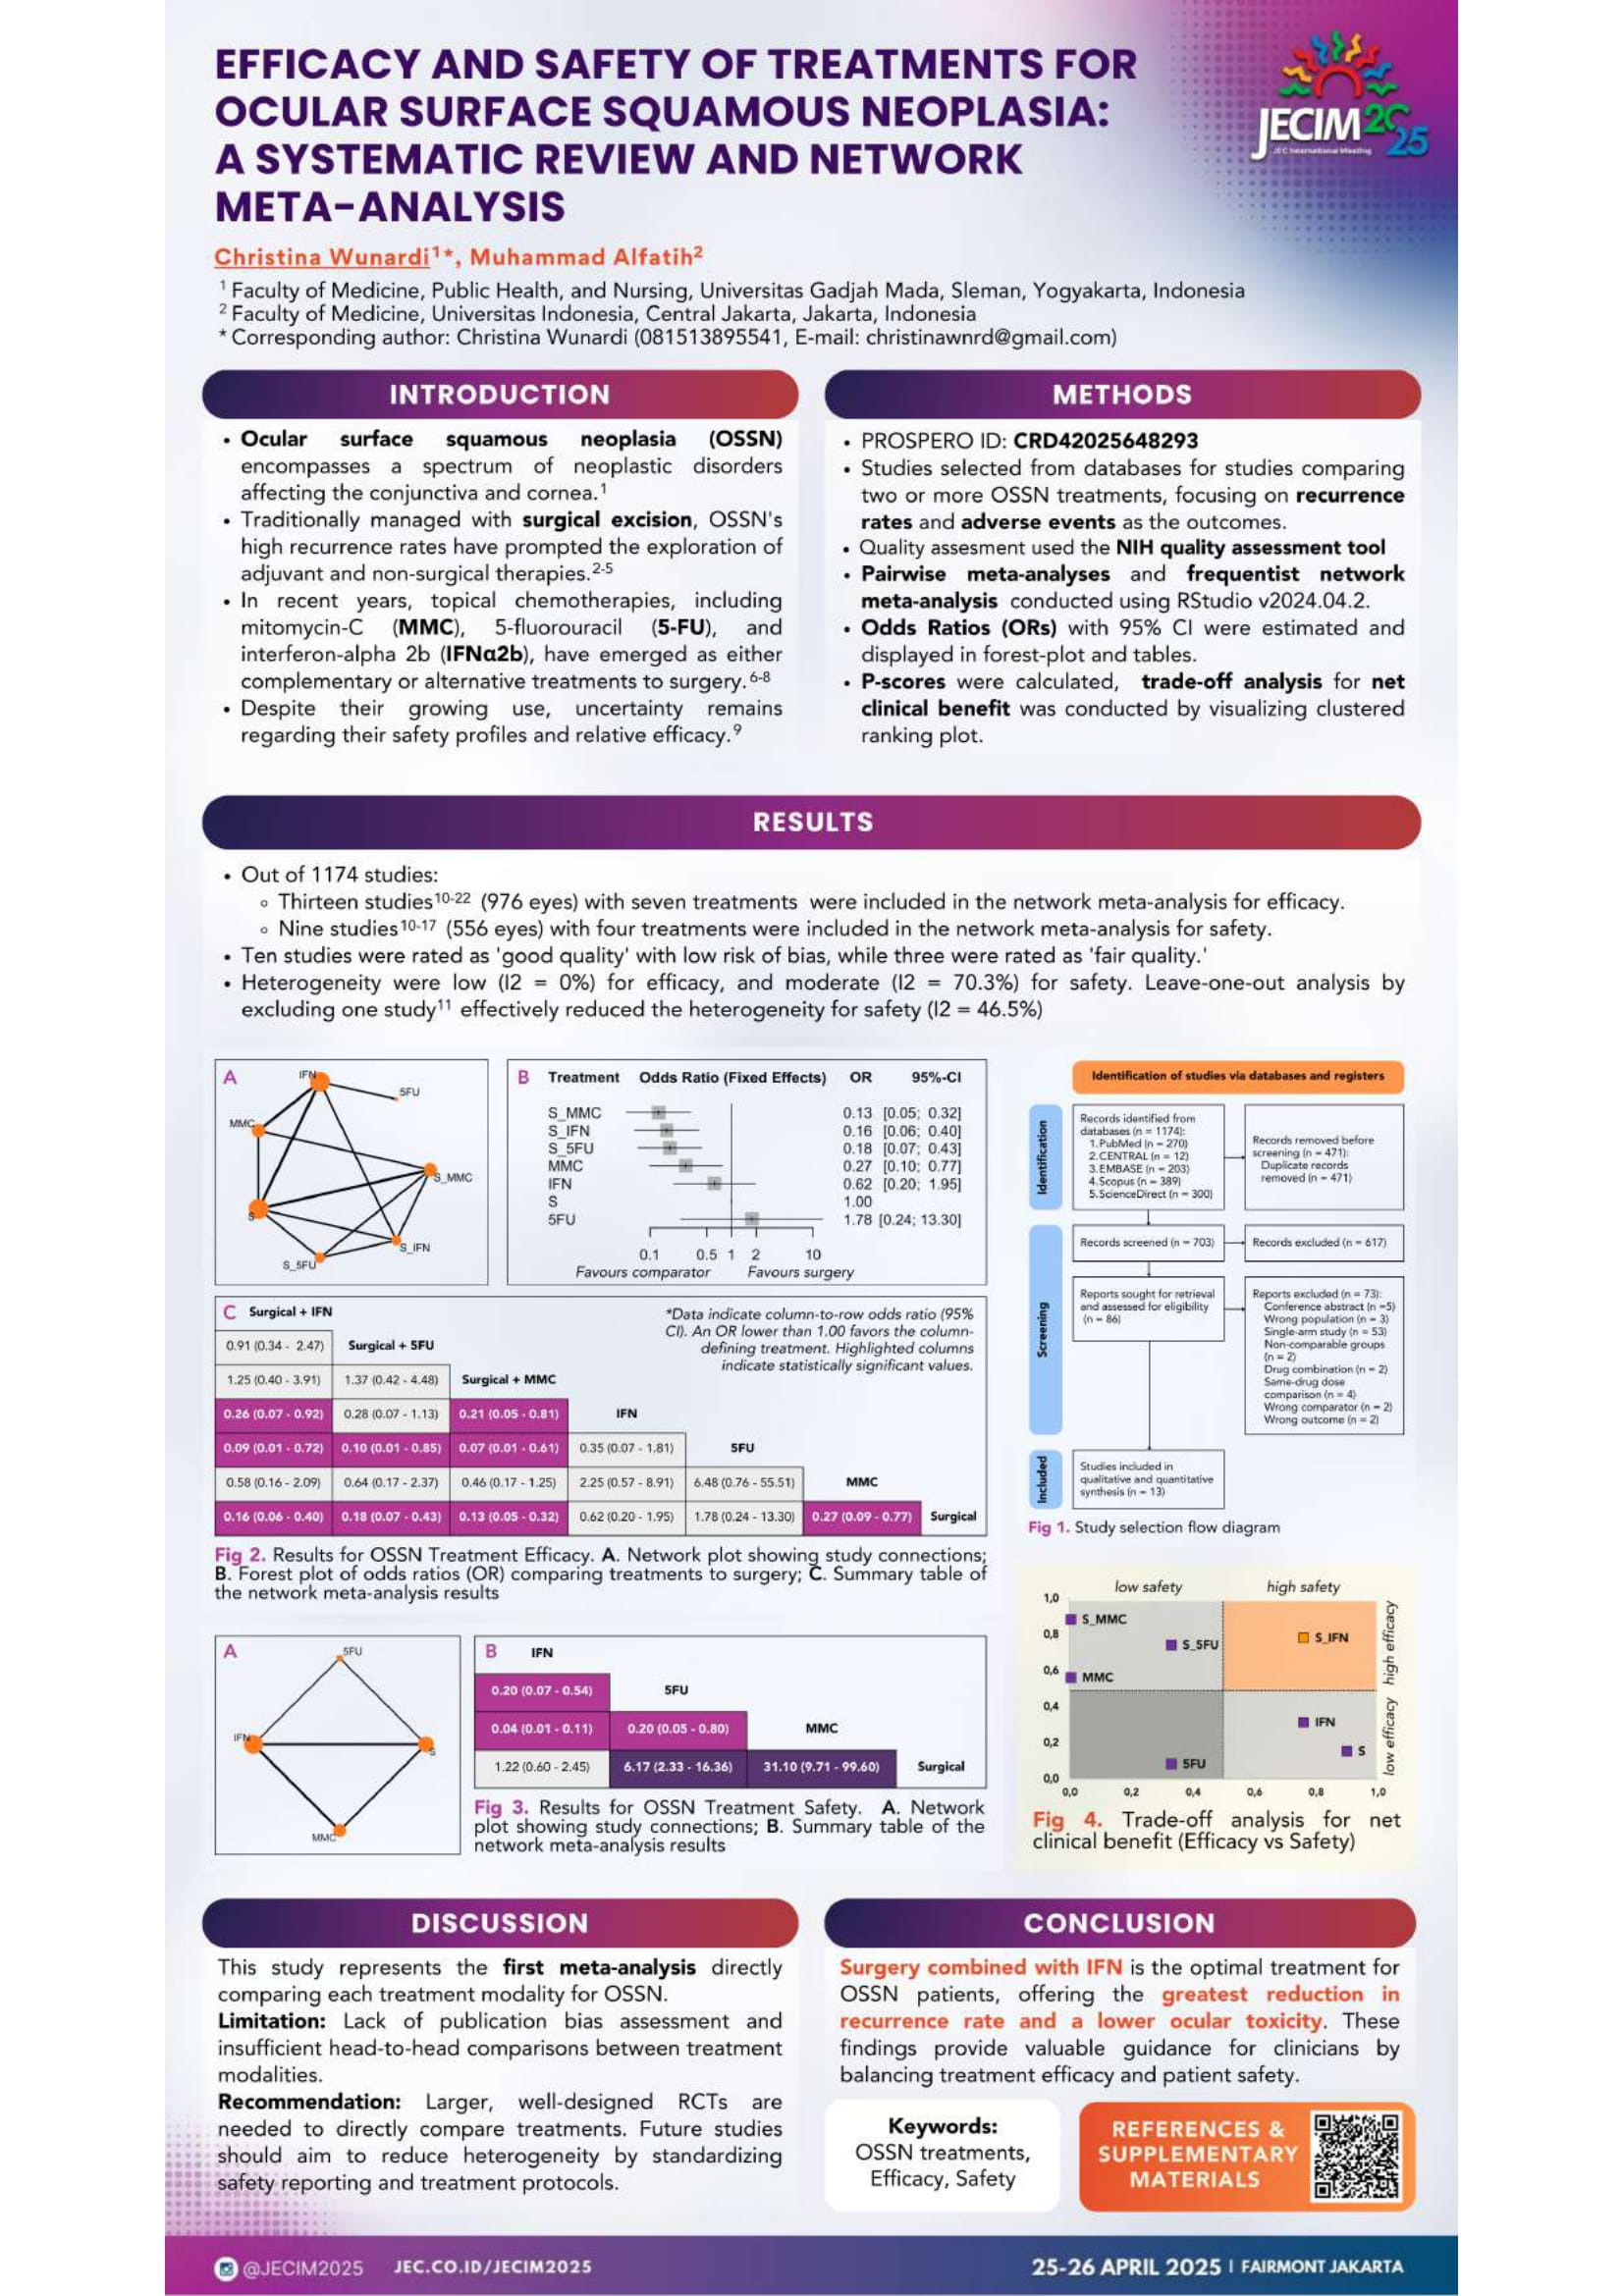 EFFICACY AND SAFETY OF TREATMENTS FOR
OCULAR SURFACE SQUAMOUS NEOPLASIA:
A SYSTEMATIC REVIEW AND NETWORK
META-ANALYSIS
JECIM 2025
JEC International Meeting
Christina Wunardi1*, Muhammad Alfatih2
1 Faculty of Medicine, Public Health, and Nursing, Universitas Gadjah Mada, Sleman, Yogyakarta, Indonesia
2 Faculty of Medicine, Universitas Indonesia, Central Jakarta, Jakarta, Indonesia
* Corresponding author: Christina Wunardi (081513895541, E-mail: christinawnrd@gmail.com)
INTRODUCTION
• Ocular surface squamous neoplasia (OSSN)
encompasses a spectrum of neoplastic disorders
affecting the conjunctiva and cornea.1
• Traditionally managed with surgical excision, OSSN's
high recurrence rates have prompted the exploration of
adjuvant and non-surgical therapies.2-5
• In recent years, topical chemotherapies, including
mitomycin-C (MMC), 5-fluorouracil (5-FU), and
interferon-alpha 2b (IFNα2b), have emerged as either
complementary or alternative treatments to surgery.6-8
• Despite their growing use, uncertainty remains
regarding their safety profiles and relative efficacy.9
METHODS
• PROSPERO ID: CRD42025648293
• Studies selected from databases for studies comparing
two or more OSSN treatments, focusing on recurrence
rates and adverse events as the outcomes.
• Quality assesment used the NIH quality assessment tool
• Pairwise meta-analyses and frequentist network
meta-analysis conducted using RStudio v2024.04.2.
• Odds Ratios (ORs) with 95% CI were estimated and
displayed in forest-plot and tables.
• P-scores were calculated, trade-off analysis for net
clinical benefit was conducted by visualizing clustered
ranking plot.
RESULTS
• Out of 1174 studies:
◦ Thirteen studies10-22 (976 eyes) with seven treatments were included in the network meta-analysis for efficacy.
◦ Nine studies10-17 (556 eyes) with four treatments were included in the network meta-analysis for safety.
• Ten studies were rated as 'good quality' with low risk of bias, while three were rated as 'fair quality.'
• Heterogeneity were low (I2 = 0%) for efficacy, and moderate (I2 = 70.3%) for safety. Leave-one-out analysis by
excluding one study11 effectively reduced the heterogeneity for safety (I2 = 46.5%)
A
IFN
5FU
MMC
S_MMC
S
S_IFN
S_5FU
B Treatment Odds Ratio (Fixed Effects) OR 95%-CI
S_MMC 0.13 [0.05; 0.32]
S_IFN 0.16 [0.06; 0.40]
S_5FU 0.18 [0.07; 0.43]
MMC 0.27 [0.10; 0.77]
IFN 0.62 [0.20; 1.95]
S 1.00
5FU 1.78 [0.24; 13.30]
0.1 0.5 1 2 10
Favours comparator Favours surgery
C Surgical + IFN
*Data indicate column-to-row odds ratio (95%
CI). An OR lower than 1.00 favors the column-
defining treatment. Highlighted columns
indicate statistically significant values.
0.91 (0.34 - 2.47) Surgical + 5FU
1.25 (0.40 - 3.91) 1.37 (0.42 - 4.48) Surgical + MMC
0.26 (0.07 - 0.92) 0.28 (0.07 - 1.13) 0.21 (0.05 - 0.81) IFN
0.09 (0.01 - 0.72) 0.10 (0.01 - 0.85) 0.07 (0.01 - 0.61) 0.35 (0.07 - 1.81) 5FU
0.58 (0.16 - 2.09) 0.64 (0.17 - 2.37) 0.46 (0.17 - 1.25) 2.25 (0.57 - 8.91) 6.48 (0.76 - 55.51) MMC
0.16 (0.06 - 0.40) 0.18 (0.07 - 0.43) 0.13 (0.05 - 0.32) 0.62 (0.20 - 1.95) 1.78 (0.24 - 13.30) 0.27 (0.09 - 0.77) Surgical
Fig 2. Results for OSSN Treatment Efficacy. A. Network plot showing study connections;
B. Forest plot of odds ratios (OR) comparing treatments to surgery; C. Summary table of
the network meta-analysis results
Identification of studies via databases and registers
Identification
Records identified from
databases (n = 1174):
1.PubMed (n = 270)
2.CENTRAL (n = 12)
3.EMBASE (n = 203)
4.Scopus (n = 389)
5.ScienceDirect (n = 300)
Records removed before
screening (n = 471):
Duplicate records
removed (n = 471)
Screening
Records screened (n = 703)
Records excluded (n = 617)
Reports sought for retrieval
and assessed for eligibility
(n = 86)
Reports excluded (n = 73):
Conference abstract (n =5)
Wrong population (n = 3)
Single-arm study (n = 53)
Non-comparable groups
(n = 2)
Drug combination (n = 2)
Same-drug dose
comparison (n = 4)
Wrong comparator (n = 2)
Wrong outcome (n = 2)
Included
Studies included in
qualitative and quantitative
synthesis (n = 13)
Fig 1. Study selection flow diagram
A
5FU
IFN
S
MMC
B IFN
0.20 (0.07 - 0.54) 5FU
0.04 (0.01 - 0.11) 0.20 (0.05 - 0.80) MMC
1.22 (0.60 - 2.45) 6.17 (2.33 - 16.36) 31.10 (9.71 - 99.60) Surgical
Fig 3. Results for OSSN Treatment Safety. A. Network
plot showing study connections; B. Summary table of the
network meta-analysis results
low safety high safety
1,0
0,8
0,6
0,4
0,2
0,0
S_MMC
S_5FU
S_IFN
MMC
IFN
S
5FU
high efficacy
low efficacy
0,0 0,2 0,4 0,6 0,8 1,0
Fig 4. Trade-off analysis for net
clinical benefit (Efficacy vs Safety)
DISCUSSION
This study represents the first meta-analysis directly
comparing each treatment modality for OSSN.
Limitation: Lack of publication bias assessment and
insufficient head-to-head comparisons between treatment
modalities.
Recommendation: Larger, well-designed RCTs are
needed to directly compare treatments. Future studies
should aim to reduce heterogeneity by standardizing
safety reporting and treatment protocols.
CONCLUSION
Surgery combined with IFN is the optimal treatment for
OSSN patients, offering the greatest reduction in
recurrence rate and a lower ocular toxicity. These
findings provide valuable guidance for clinicians by
balancing treatment efficacy and patient safety.
Keywords:
OSSN treatments,
Efficacy, Safety
REFERENCES &
SUPPLEMENTARY
MATERIALS
@JECIM2025 JEC.CO.ID/JECIM2025
25-26 APRIL 2025 | FAIRMONT JAKARTA